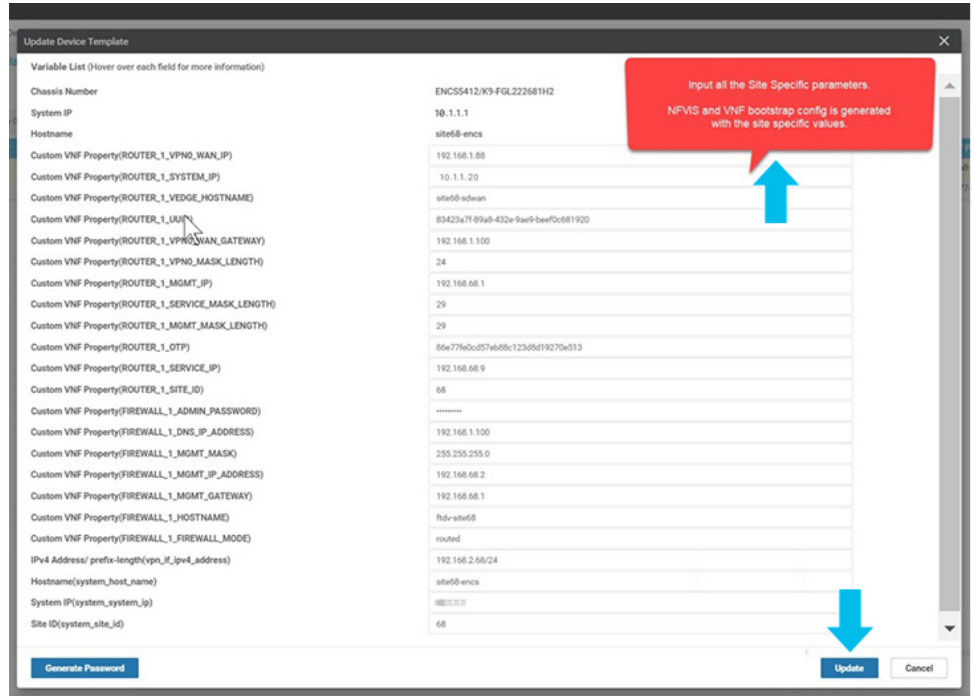 Update Device Template
Variable List (Hover over each field for more information)
Input all the Site Specific parameters.
NFVIS and VNF bootstrap config is generated
with the site specific values.
Chassis Number ENCS5412/K9-FGL222681H2
System IP 10.1.1.1
Hostname site68-encs
Custom VNF Property(ROUTER_1_VPN0_WAN_IP) 192.168.1.88
Custom VNF Property(ROUTER_1_SYSTEM_IP) 10.1.1.20
Custom VNF Property(ROUTER_1_VEDGE_HOSTNAME) site68-sdwan
Custom VNF Property(ROUTER_1_UUID) 83423a7f-89a8-432e-9ae9-beef0c681920
Custom VNF Property(ROUTER_1_VPN0_WAN_GATEWAY) 192.168.1.100
Custom VNF Property(ROUTER_1_VPN0_MASK_LENGTH) 24
Custom VNF Property(ROUTER_1_MGMT_IP) 192.168.68.1
Custom VNF Property(ROUTER_1_SERVICE_MASK_LENGTH) 29
Custom VNF Property(ROUTER_1_MGMT_MASK_LENGTH) 29
Custom VNF Property(ROUTER_1_OTP) 86e77fe0cd57eb88c123d8d19270e513
Custom VNF Property(ROUTER_1_SERVICE_IP) 192.168.68.9
Custom VNF Property(ROUTER_1_SITE_ID) 68
Custom VNF Property(FIREWALL_1_ADMIN_PASSWORD) ·········
Custom VNF Property(FIREWALL_1_DNS_IP_ADDRESS) 192.168.1.100
Custom VNF Property(FIREWALL_1_MGMT_MASK) 255.255.255.0
Custom VNF Property(FIREWALL_1_MGMT_IP_ADDRESS) 192.168.68.2
Custom VNF Property(FIREWALL_1_MGMT_GATEWAY) 192.168.68.1
Custom VNF Property(FIREWALL_1_HOSTNAME) ftdv-site68
Custom VNF Property(FIREWALL_1_FIREWALL_MODE) routed
IPv4 Address/ prefix-length(vpn_if_ipv4_address) 192.168.2.68/24
Hostname(system_host_name) site68-encs
System IP(system_system_ip)
Site ID(system_site_id) 68
Generate Password Update Cancel